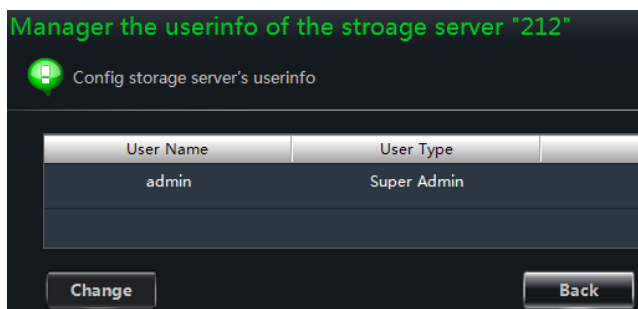 Manager the userinfo of the stroage server "212"
Config storage server's userinfo
User Name User Type
admin Super Admin
Change Back